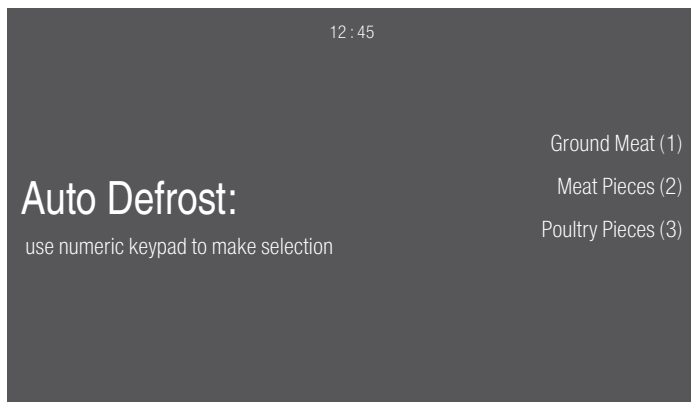 12 : 45
Ground Meat (1)
Meat Pieces (2)
Auto Defrost:
Poultry Pieces (3)
use numeric keypad to make selection